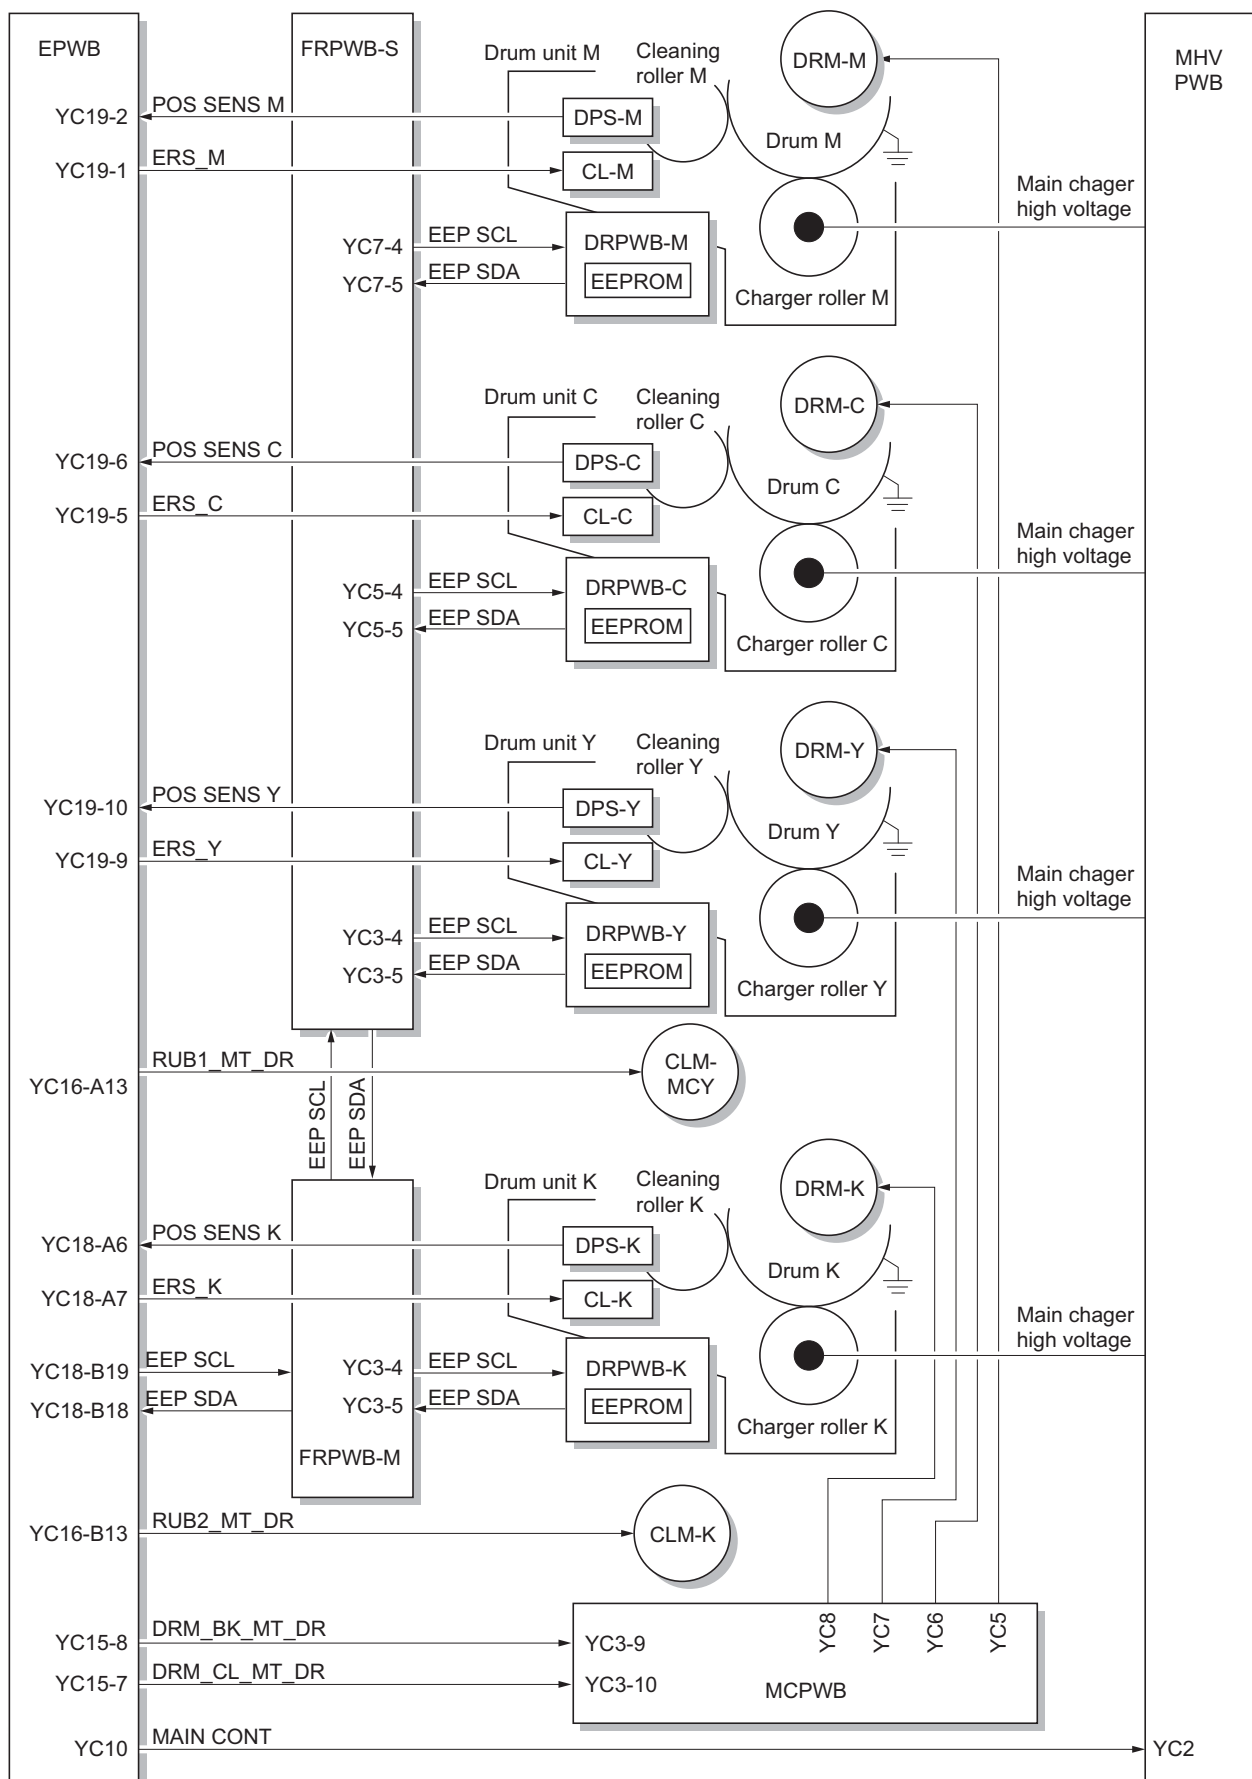 EPWB
FRPWB-S
MHV
PWB
Drum unit M
Cleaning
roller M
DRM-M
YC19-2
POS SENS M
DPS-M
Drum M
YC19-1
ERS_M
CL-M
Main chager
high voltage
YC7-4
EEP SCL
DRPWB-M
YC7-5
EEP SDA
EEPROM
Charger roller M
Drum unit C
Cleaning
roller C
DRM-C
YC19-6
POS SENS C
DPS-C
Drum C
YC19-5
ERS_C
CL-C
Main chager
high voltage
YC5-4
EEP SCL
DRPWB-C
YC5-5
EEP SDA
EEPROM
Charger roller C
Drum unit Y
Cleaning
roller Y
DRM-Y
YC19-10
POS SENS Y
DPS-Y
Drum Y
YC19-9
ERS_Y
CL-Y
Main chager
high voltage
YC3-4
EEP SCL
DRPWB-Y
YC3-5
EEP SDA
EEPROM
Charger roller Y
YC16-A13
RUB1_MT_DR
CLM-
MCY
EEP SCL
EEP SDA
Drum unit K
Cleaning
roller K
DRM-K
YC18-A6
POS SENS K
DPS-K
Drum K
YC18-A7
ERS_K
CL-K
Main chager
high voltage
YC18-B19
EEP SCL
YC3-4
EEP SCL
DRPWB-K
YC18-B18
EEP SDA
YC3-5
EEP SDA
EEPROM
Charger roller K
FRPWB-M
YC16-B13
RUB2_MT_DR
CLM-K
YC8
YC7
YC6
YC5
YC15-8
DRM_BK_MT_DR
YC3-9
YC15-7
DRM_CL_MT_DR
YC3-10
MCPWB
YC10
MAIN CONT
YC2